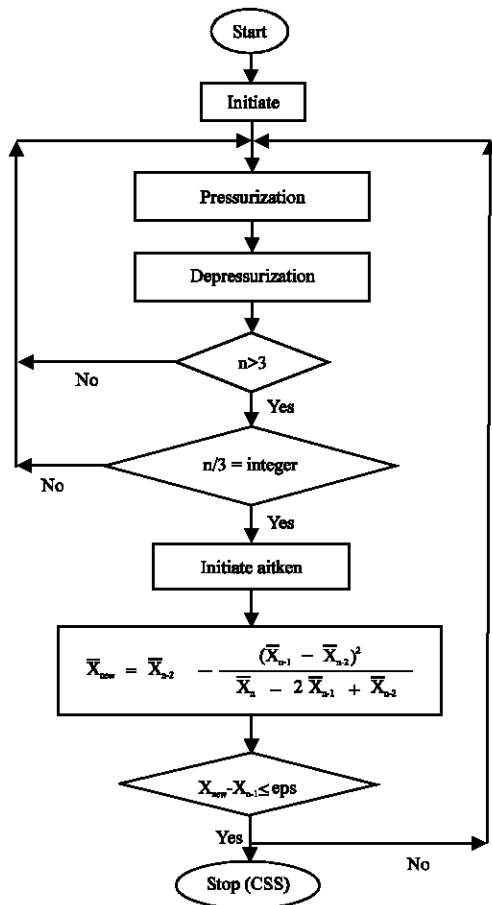 Start
Initiate
Pressurization
Depressurization
n>3
No
Yes
n/3 = integer
No
Yes
Initiate aitken
X̅ₙₑw = X̅ₙ₋₂ - (X̅ₙ₋₁ - X̅ₙ₋₂)² / X̅ₙ - 2 X̅ₙ₋₁ + X̅ₙ₋₂
Xₙₑw-Xₙ₋₁≤eps
Yes
No
Stop (CSS)